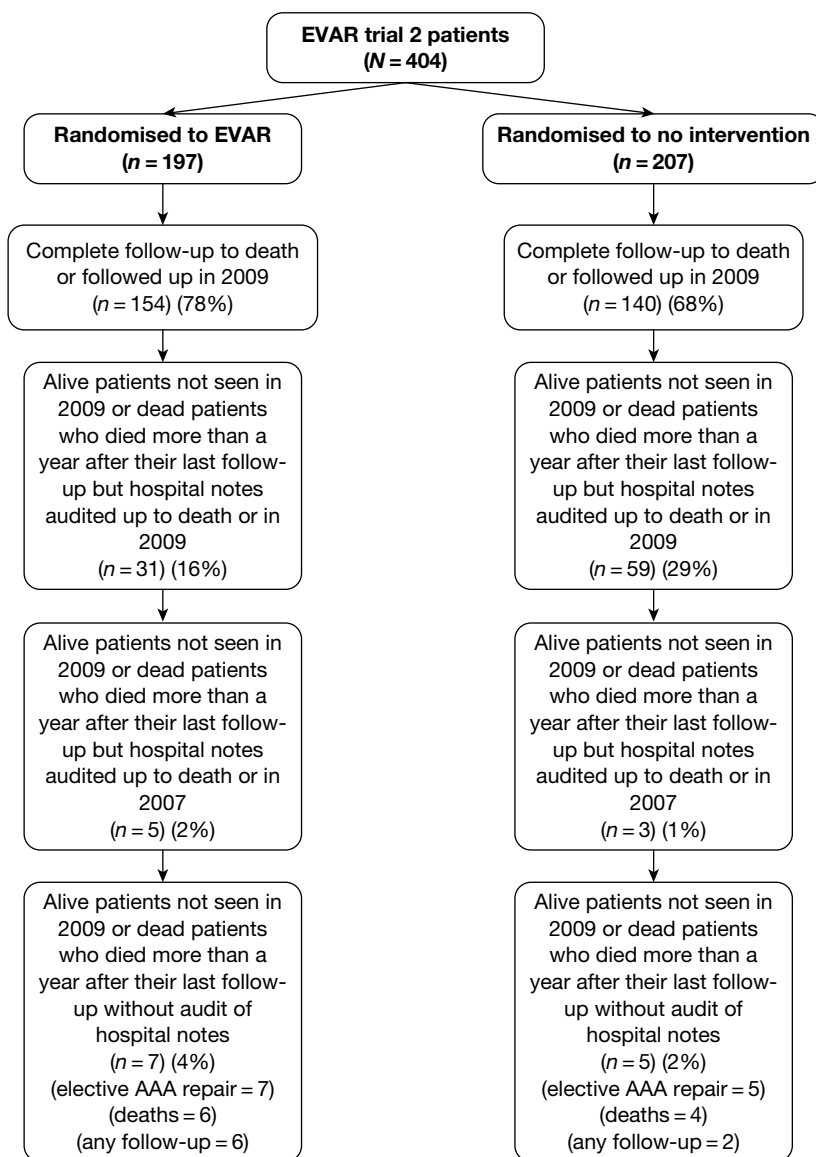 EVAR trial 2 patients
(N = 404)
Randomised to EVAR
(n = 197)
Randomised to no intervention
(n = 207)
Complete follow-up to death
or followed up in 2009
(n = 154) (78%)
Complete follow-up to death
or followed up in 2009
(n = 140) (68%)
Alive patients not seen in
2009 or dead patients
who died more than a
year after their last follow-
up but hospital notes
audited up to death or in
2009
(n = 31) (16%)
Alive patients not seen in
2009 or dead patients
who died more than a
year after their last follow-
up but hospital notes
audited up to death or in
2009
(n = 59) (29%)
Alive patients not seen in
2009 or dead patients
who died more than a
year after their last follow-
up but hospital notes
audited up to death or in
2007
(n = 5) (2%)
Alive patients not seen in
2009 or dead patients
who died more than a
year after their last follow-
up but hospital notes
audited up to death or in
2007
(n = 3) (1%)
Alive patients not seen in
2009 or dead patients
who died more than a
year after their last follow-
up without audit of
hospital notes
(n = 7) (4%)
(elective AAA repair = 7)
(deaths = 6)
(any follow-up = 6)
Alive patients not seen in
2009 or dead patients
who died more than a
year after their last follow-
up without audit of
hospital notes
(n = 5) (2%)
(elective AAA repair = 5)
(deaths = 4)
(any follow-up = 2)